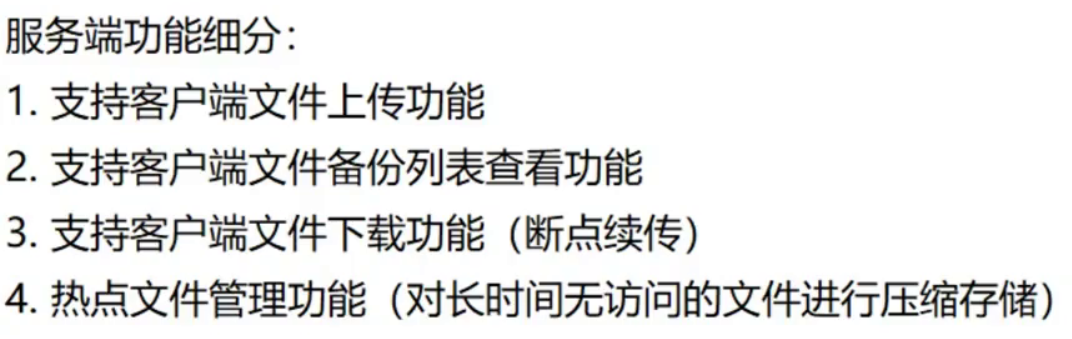 服务端功能细分：
1. 支持客户端文件上传功能
2. 支持客户端文件备份列表查看功能
3. 支持客户端文件下载功能（断点续传）
4. 热点文件管理功能（对长时间无访问的文件进行压缩存储）